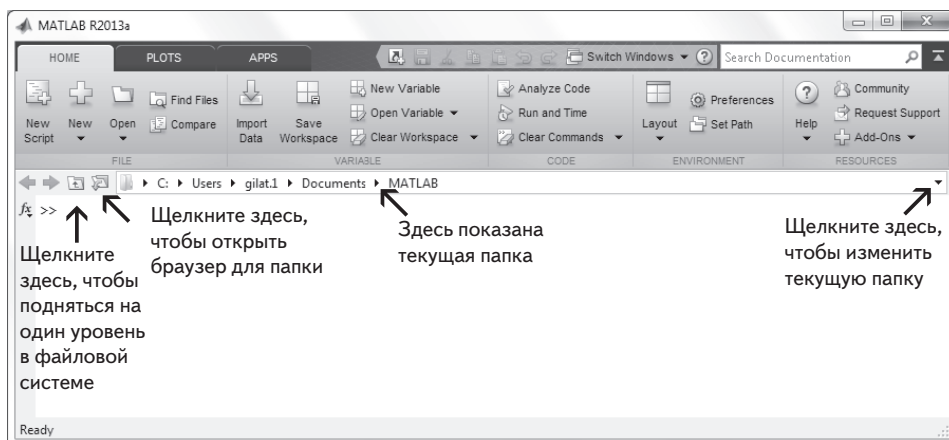 MATLAB R2013a
HOME PLOTS APPS Switch Windows Search Documentation
New Script
New
Open
Find Files
Compare
Import Data
Save Workspace
New Variable
Open Variable
Clear Workspace
Analyze Code
Run and Time
Clear Commands
Layout
Preferences
Set Path
Help
Community
Request Support
Add-Ons
FILE VARIABLE CODE ENVIRONMENT RESOURCES
C: Users gilat.1 Documents MATLAB
fx >>
Щелкните
здесь, чтобы
подняться на
один уровень
в файловой
системе
Щелкните здесь,
чтобы открыть
браузер для папки
Здесь показана
текущая папка
Щелкните здесь,
чтобы изменить
текущую папку
Ready